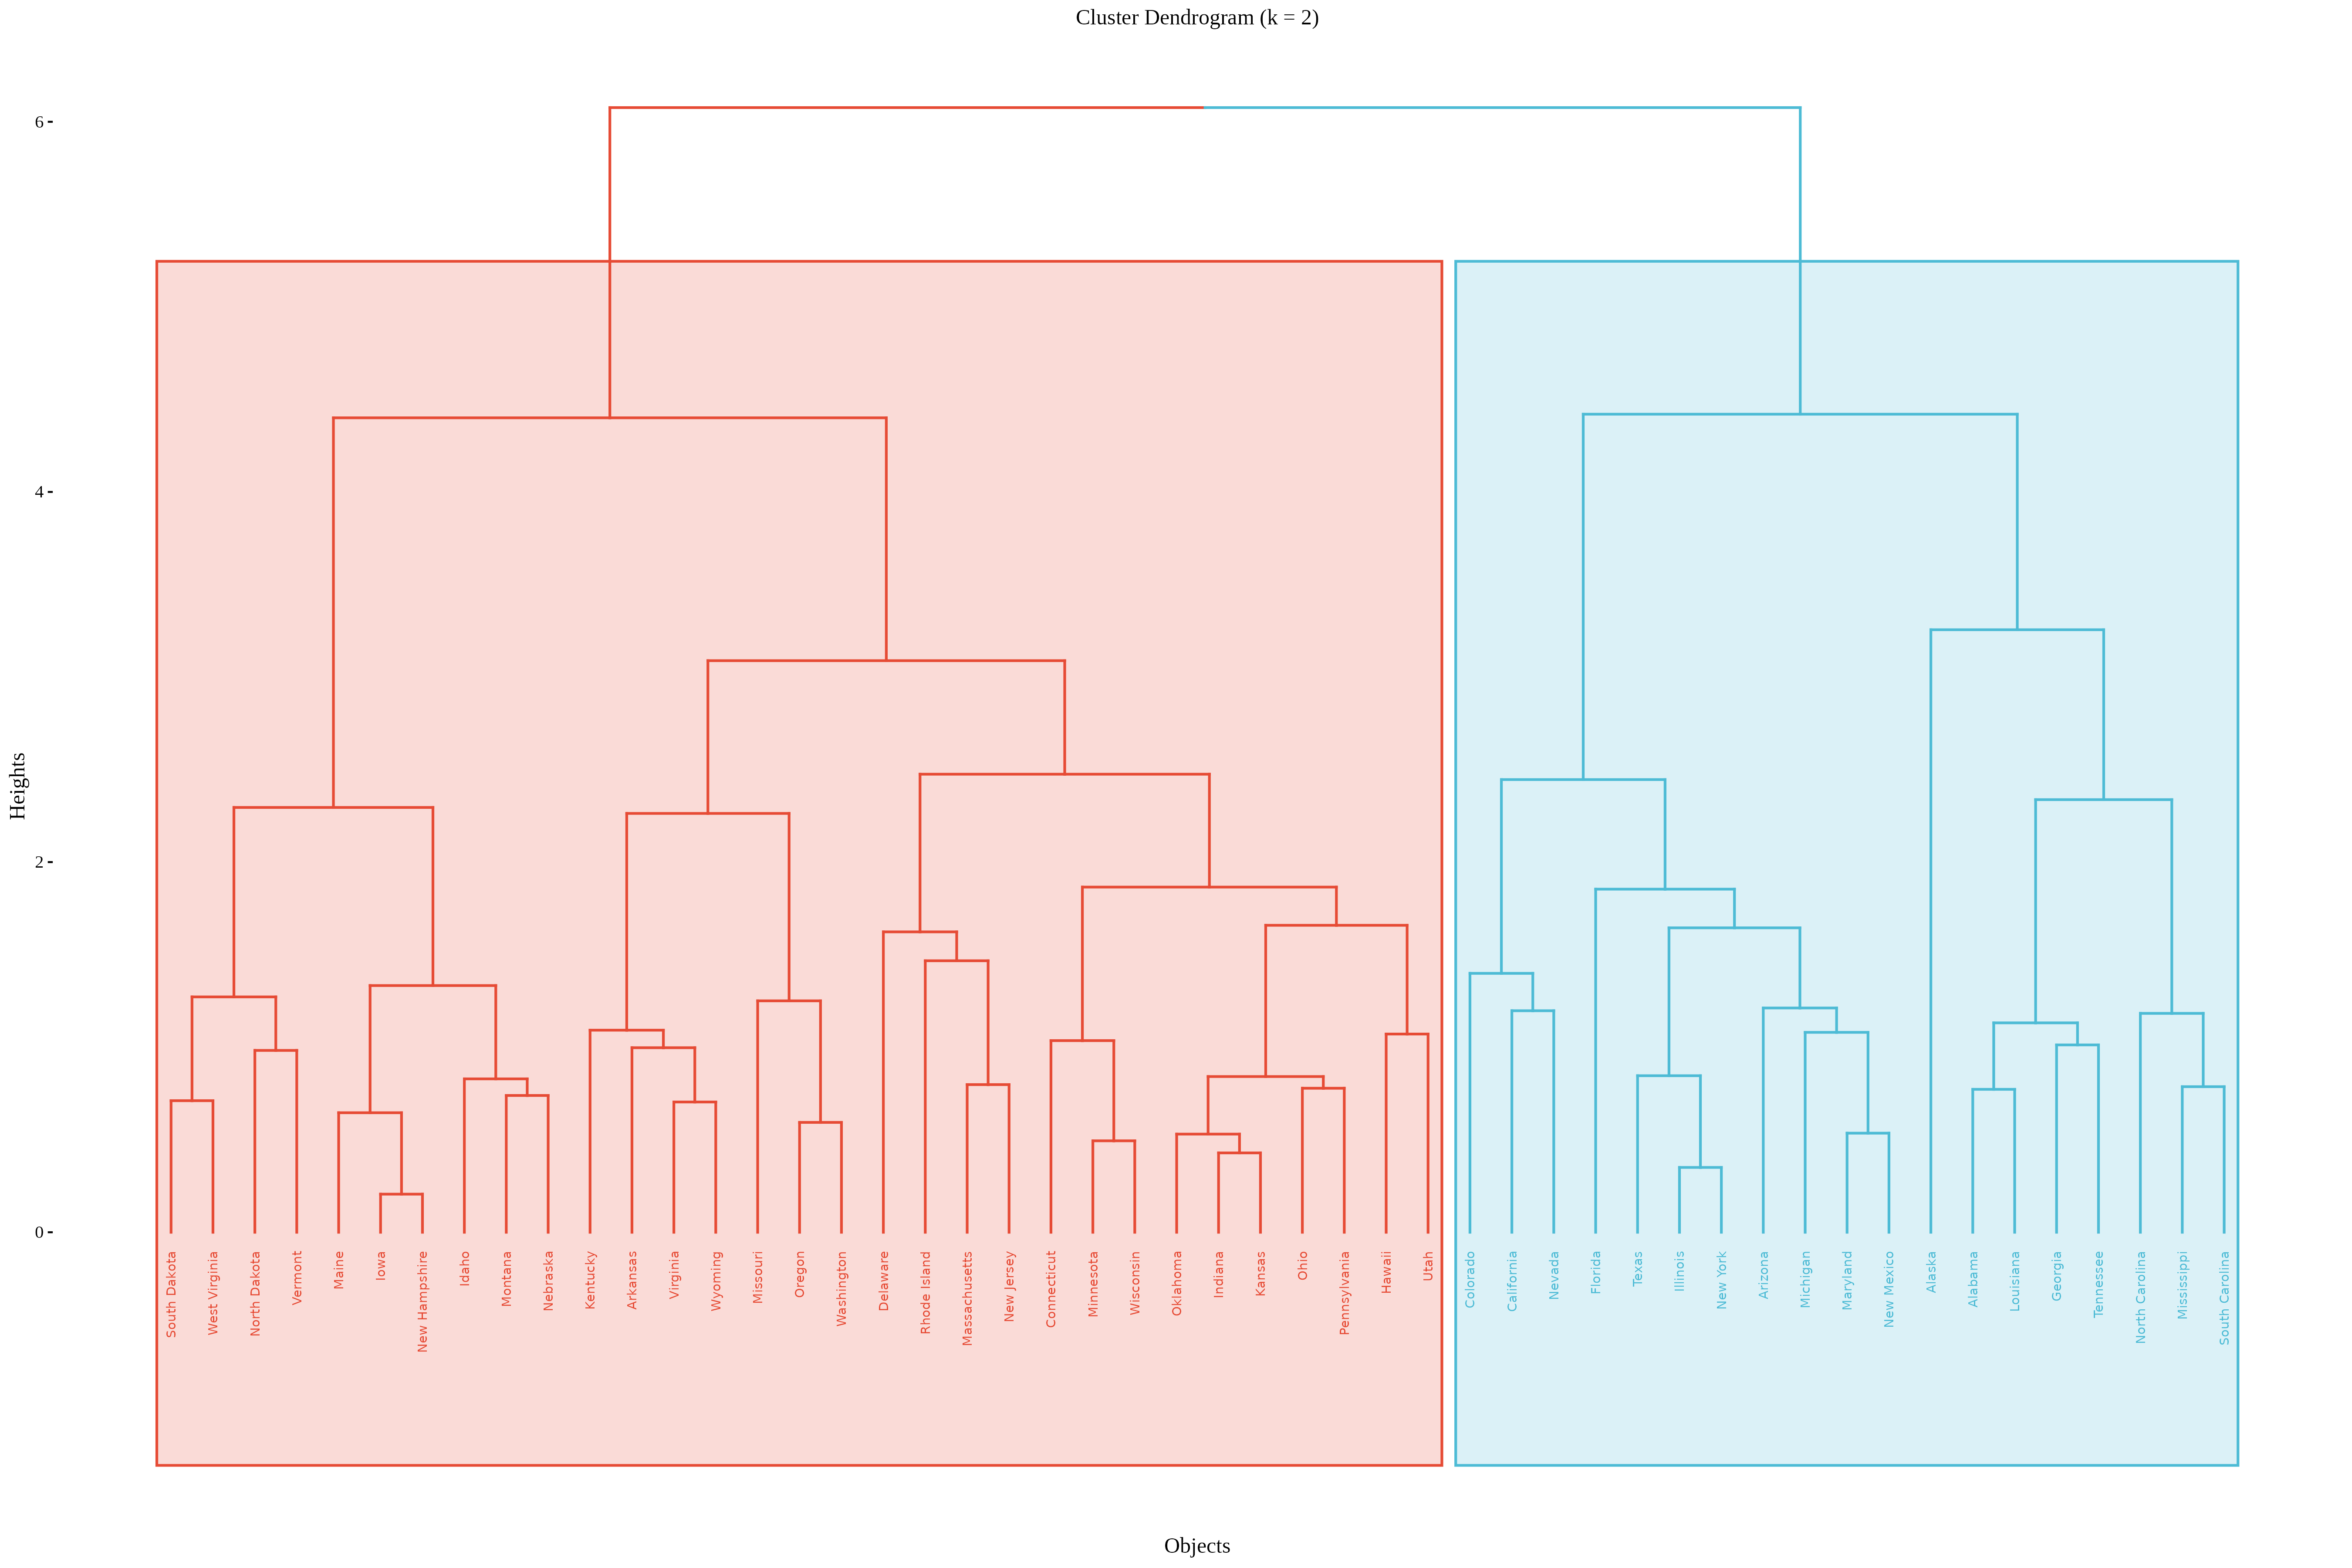 Cluster Dendrogram (k = 2)
6
4
2
0
Heights
South Dakota
West Virginia
North Dakota
Vermont
Maine
Iowa
New Hampshire
Idaho
Montana
Nebraska
Kentucky
Arkansas
Virginia
Wyoming
Missouri
Oregon
Washington
Delaware
Rhode Island
Massachusetts
New Jersey
Connecticut
Minnesota
Wisconsin
Oklahoma
Indiana
Kansas
Ohio
Pennsylvania
Hawaii
Utah
Colorado
California
Nevada
Florida
Texas
Illinois
New York
Arizona
Michigan
Maryland
New Mexico
Alaska
Alabama
Louisiana
Georgia
Tennessee
North Carolina
Mississippi
South Carolina
Objects